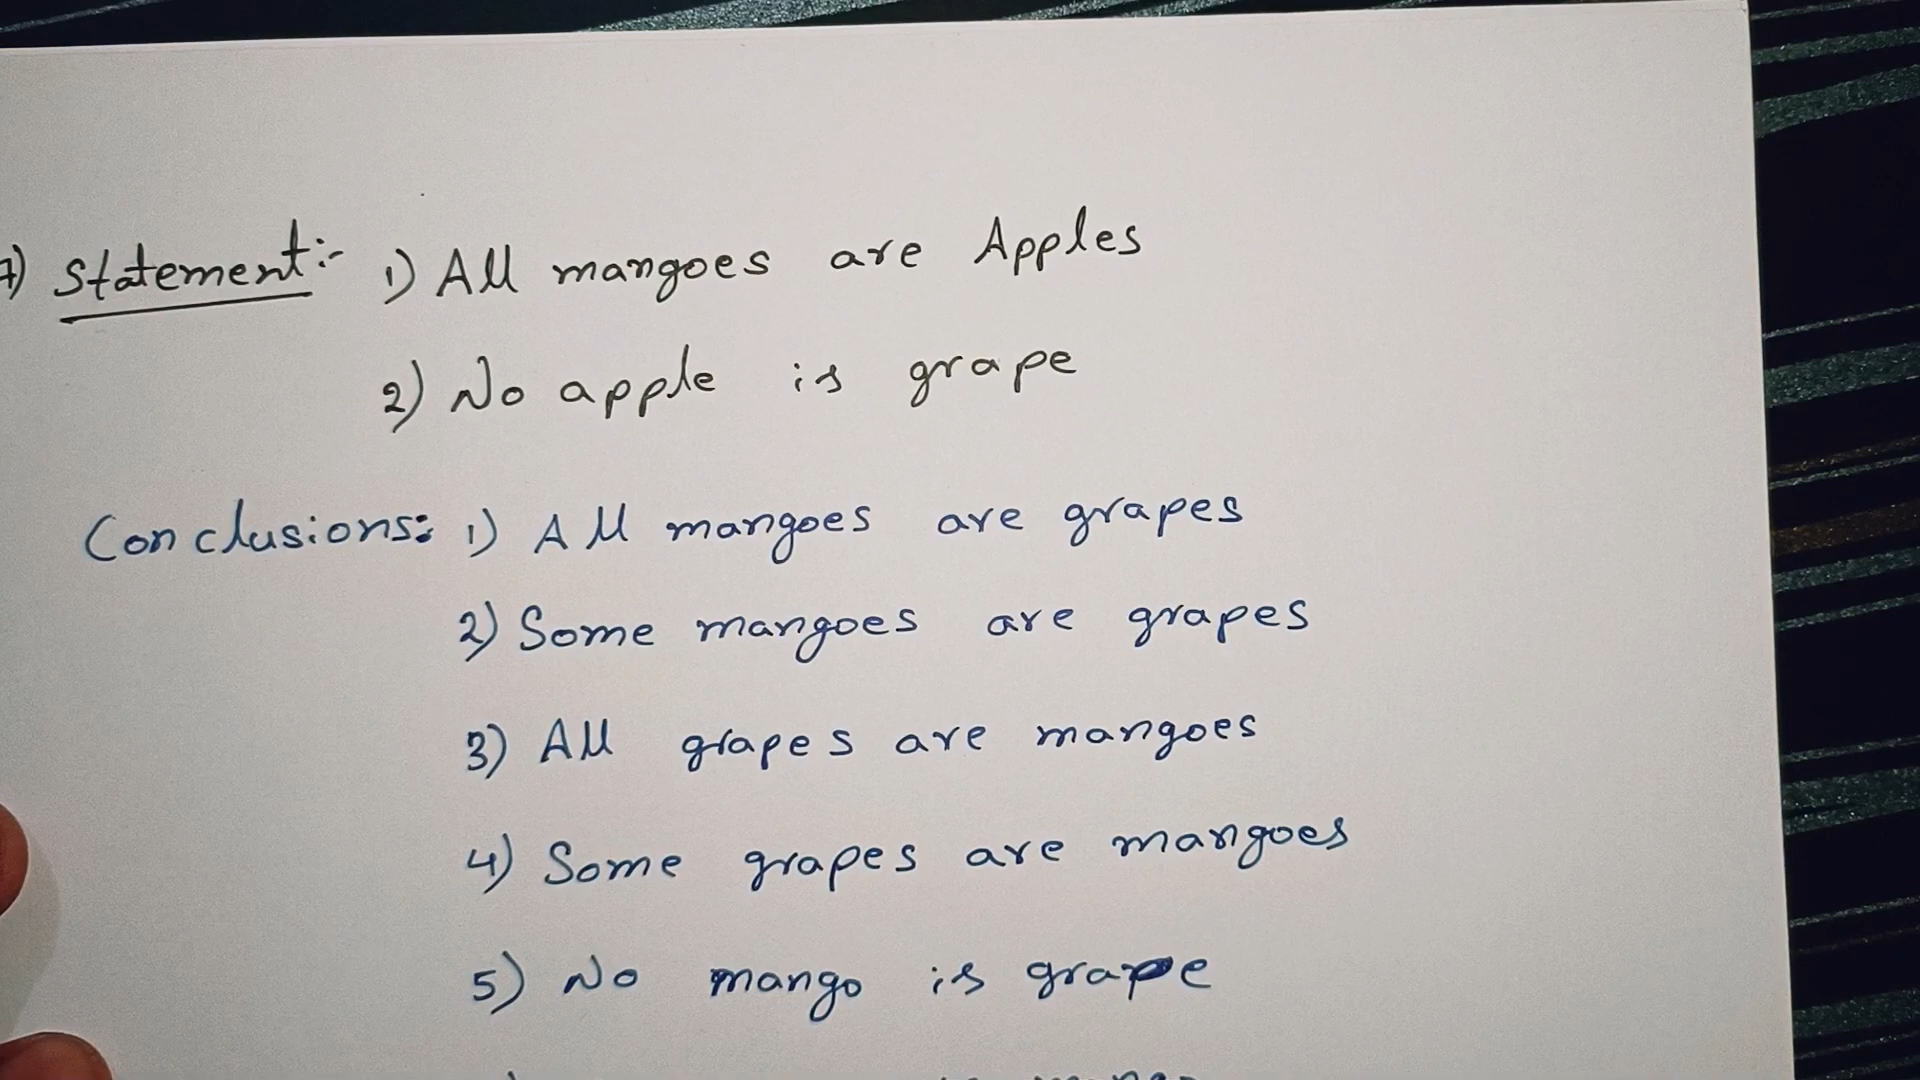 7) Statement:- 1) All mangoes are Apples
2) No apple is grape
Conclusions: 1) All mangoes are grapes
2) Some mangoes are grapes
3) All grapes are mangoes
4) Some grapes are mangoes
5) No mango is grape